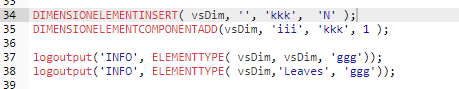 33
34 DIMENSIONELEMENTINSERT( vsDim, '', 'kkk',  'N' );
35 DIMENSIONELEMENTCOMPONENTADD(vsDim, 'iii', 'kkk', 1 );
36
37 logoutput('INFO', ELEMENTTYPE( vsDim, vsDim, 'ggg'));
38 logoutput('INFO', ELEMENTTYPE( vsDim,'Leaves', 'ggg'));
39